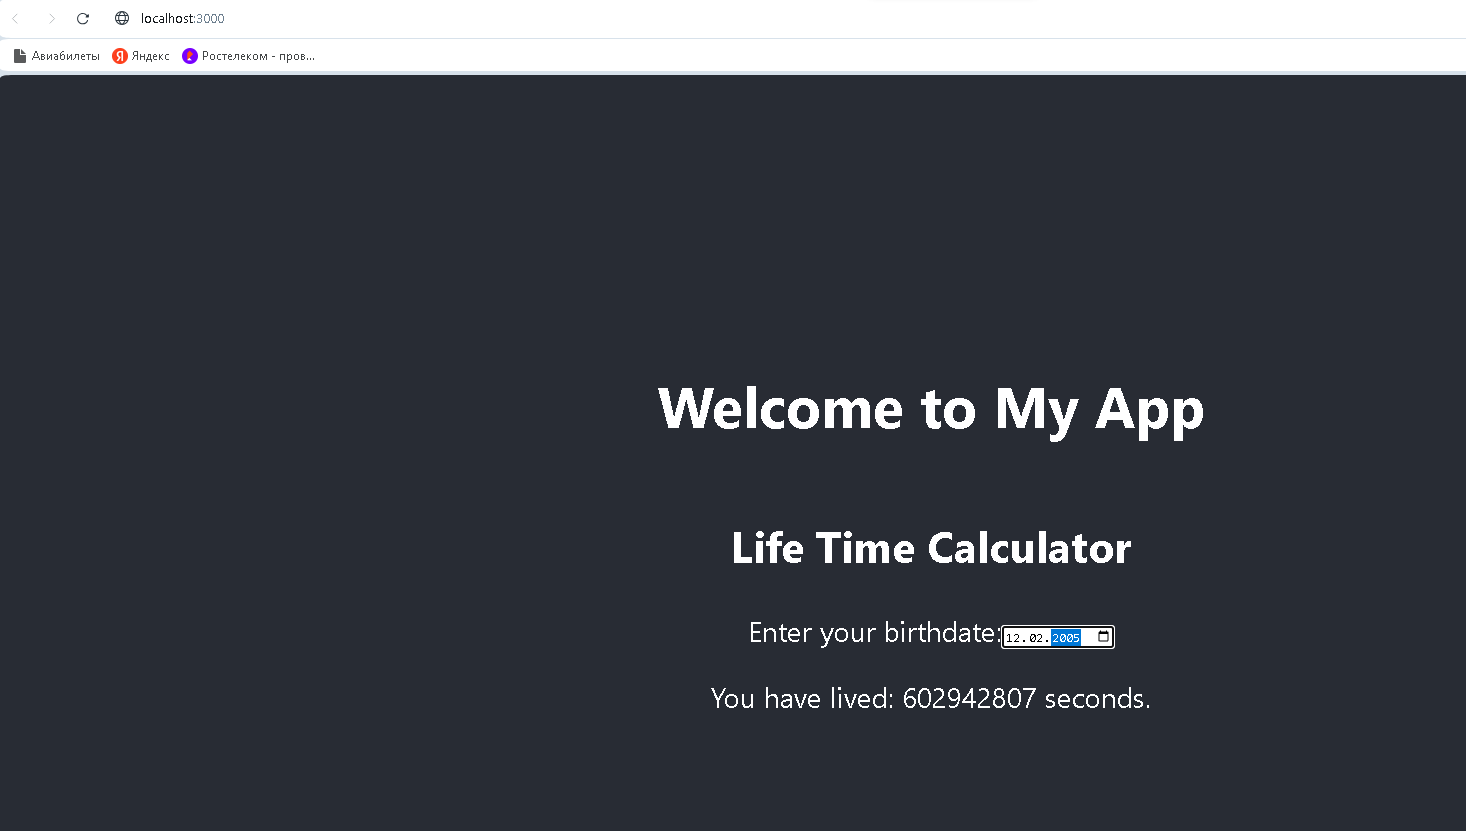 localhost:3000
Авиабилеты Яндекс Ростелеком - пров...
Welcome to My App
Life Time Calculator
Enter your birthdate: 12.02.2005
You have lived: 602942807 seconds.